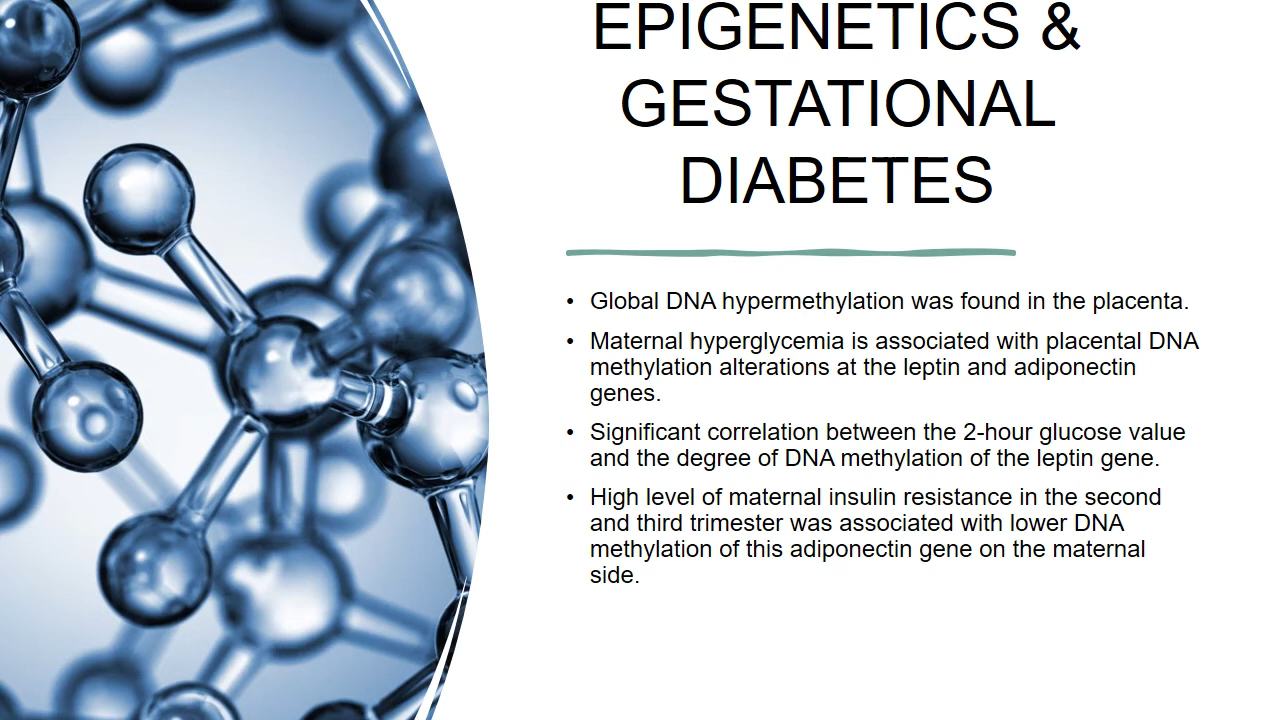 EPIGENETICS &
GESTATIONAL
DIABETES
• Global DNA hypermethylation was found in the placenta.
• Maternal hyperglycemia is associated with placental DNA
methylation alterations at the leptin and adiponectin
genes.
• Significant correlation between the 2-hour glucose value
and the degree of DNA methylation of the leptin gene.
• High level of maternal insulin resistance in the second
and third trimester was associated with lower DNA
methylation of this adiponectin gene on the maternal
side.